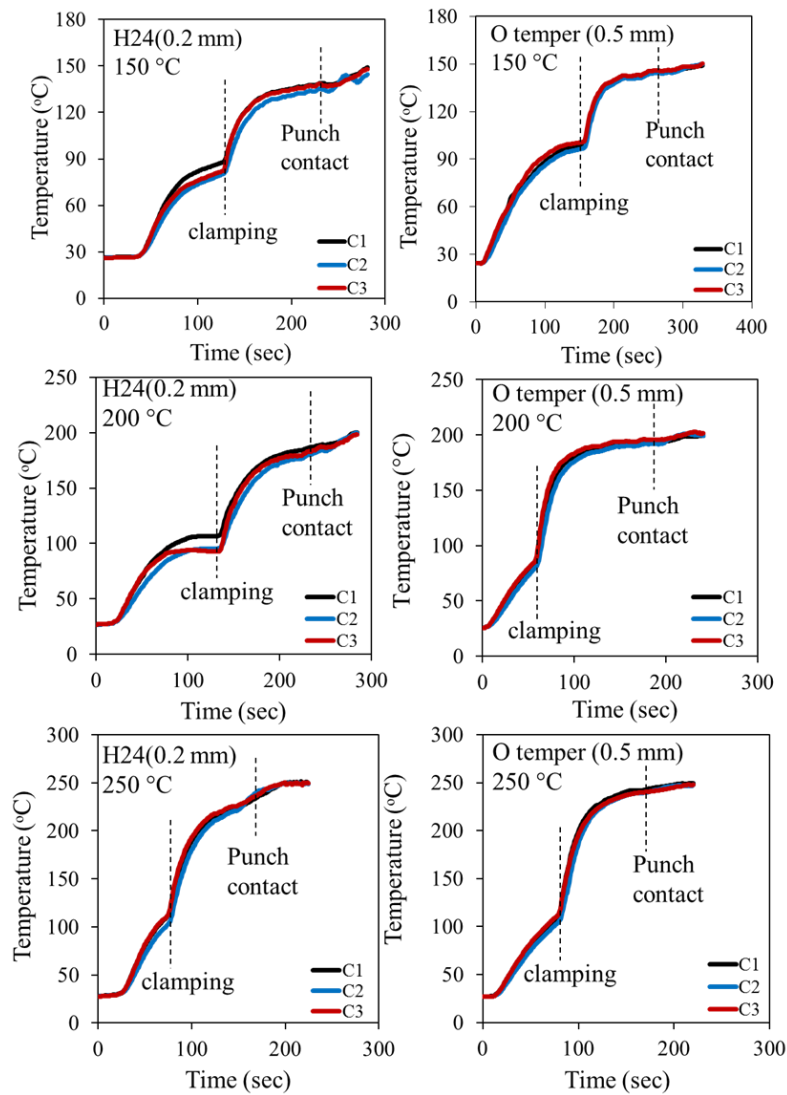 H24(0.2 mm)
150 °C
Punch
contact
clamping
C1
C2
C3
180
150
120
90
60
30
0
0
100
200
300
Temperature (°C)
Time (sec)
O temper (0.5 mm)
150 °C
Punch
contact
clamping
C1
C2
C3
180
150
120
90
60
30
0
0
100
200
300
400
Temperature (°C)
Time (sec)
H24(0.2 mm)
200 °C
Punch
contact
clamping
C1
C2
C3
250
200
150
100
50
0
0
100
200
300
Temperature (°C)
Time (sec)
O temper (0.5 mm)
200 °C
Punch
contact
clamping
C1
C2
C3
250
200
150
100
50
0
0
100
200
300
Temperature (°C)
Time (sec)
H24(0.2 mm)
250 °C
Punch
contact
clamping
C1
C2
C3
300
250
200
150
100
50
0
0
100
200
300
Temperature (°C)
Time (sec)
O temper (0.5 mm)
250 °C
Punch
contact
clamping
C1
C2
C3
300
250
200
150
100
50
0
0
100
200
300
Temperature (°C)
Time (sec)